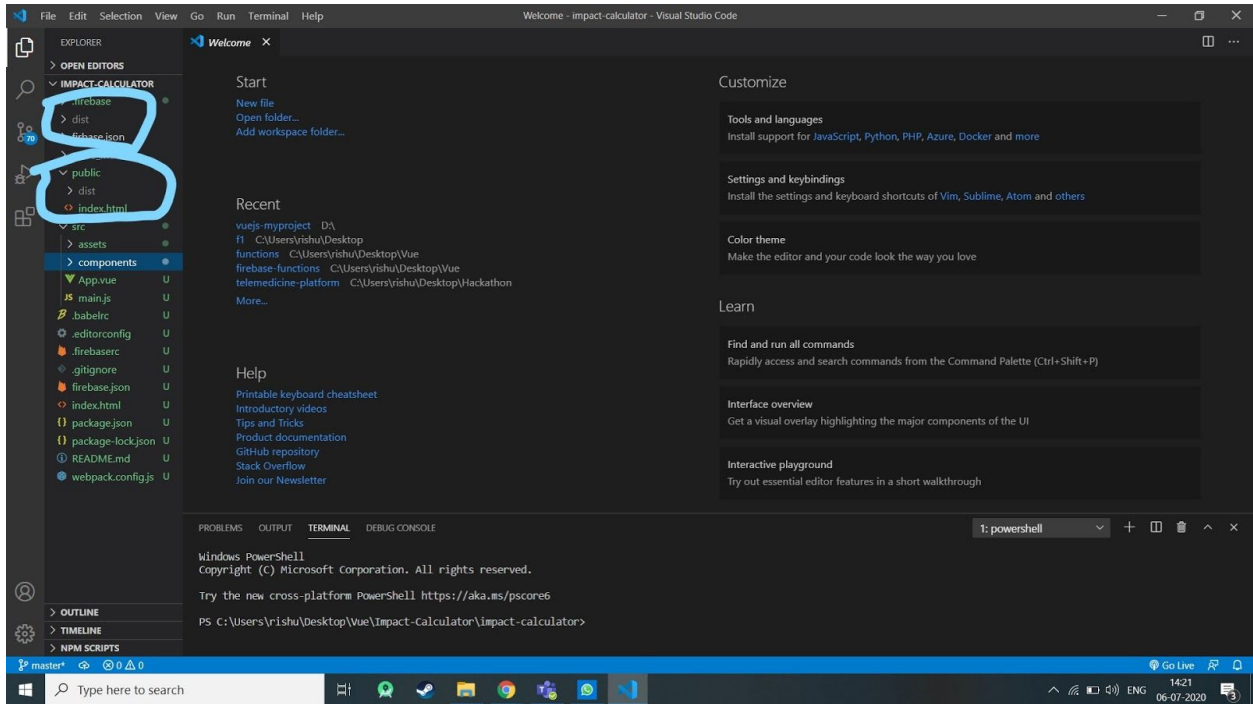 File Edit Selection View Go Run Terminal Help
Welcome - impact-calculator - Visual Studio Code
EXPLORER
Welcome
OPEN EDITORS
IMPACT-CALCULATOR
.firebase
dist
firbase.json
public
dist
index.html
src
assets
components
App.vue U
JS main.js U
.babelrc U
.editorconfig U
.firebaserc U
.gitignore U
firebase.json U
index.html U
package.json U
package-lock.json U
README.md U
webpack.config.js U
70
Start
New file
Open folder...
Add workspace folder...
Recent
vuejs-myproject D:\
f1 C:\Users\rishu\Desktop
functions C:\Users\rishu\Desktop\Vue
firebase-functions C:\Users\rishu\Desktop\Vue
telemedicine-platform C:\Users\rishu\Desktop\Hackathon
More...
Help
Printable keyboard cheatsheet
Introductory videos
Tips and Tricks
Product documentation
GitHub repository
Stack Overflow
Join our Newsletter
Customize
Tools and languages
Install support for JavaScript, Python, PHP, Azure, Docker and more
Settings and keybindings
Install the settings and keyboard shortcuts of Vim, Sublime, Atom and others
Color theme
Make the editor and your code look the way you love
Learn
Find and run all commands
Rapidly access and search commands from the Command Palette (Ctrl+Shift+P)
Interface overview
Get a visual overlay highlighting the major components of the UI
Interactive playground
Try out essential editor features in a short walkthrough
PROBLEMS OUTPUT TERMINAL DEBUG CONSOLE
1: powershell
Windows PowerShell
Copyright (C) Microsoft Corporation. All rights reserved.
Try the new cross-platform PowerShell https://aka.ms/pscore6
PS C:\Users\rishu\Desktop\Vue\Impact-Calculator\impact-calculator>
OUTLINE
TIMELINE
NPM SCRIPTS
master* 0 0
Go Live
Type here to search
ENG
14:21
06-07-2020
3